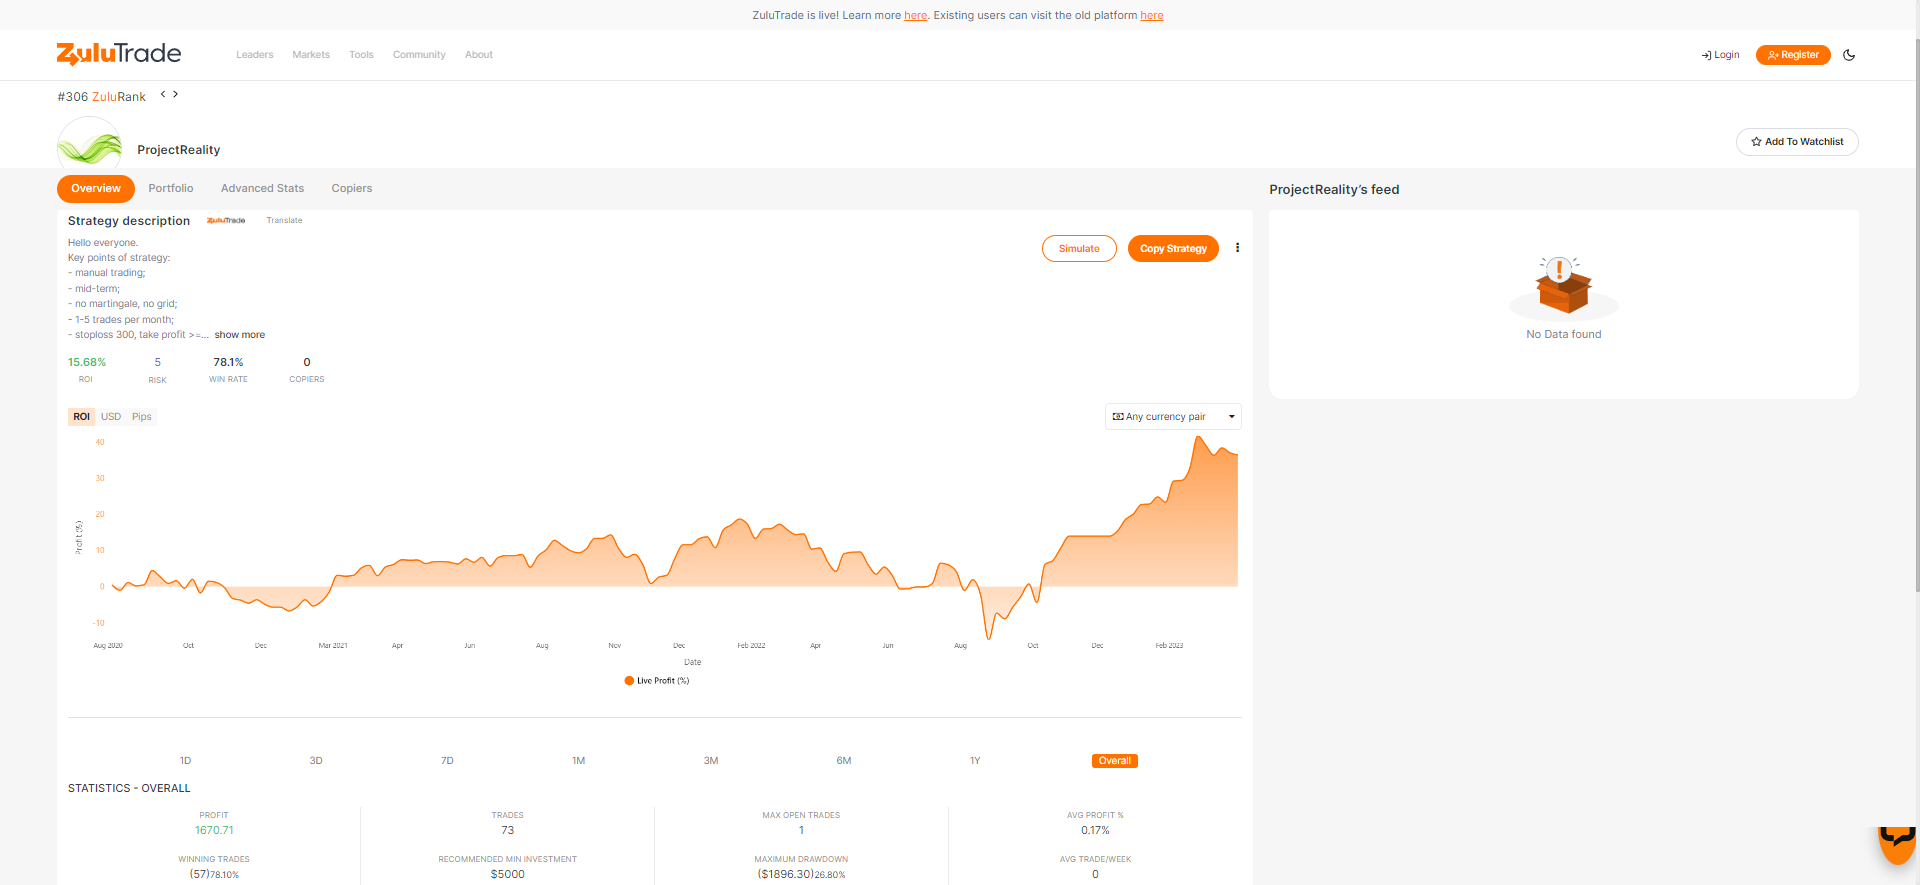 ZuluTrade is live! Learn more here. Existing users can visit the old platform here
ZuluTrade
Leaders Markets Tools Community About
Login Register
#306 ZuluRank < >
ProjectReality
Add To Watchlist
Overview Portfolio Advanced Stats Copiers
ProjectReality's feed
Strategy description ZuluTrade Translate
Hello everyone.
Key points of strategy:
- manual trading;
- mid-term;
- no martingale, no grid;
- 1-5 trades per month;
- stoploss 300, take profit >=... show more
Simulate Copy Strategy
No Data found
15.68% 5 78.1% 0
ROI RISK WIN RATE COPIERS
ROI USD Pips
Any currency pair
40
30
20
10
0
-10
Profit (%)
Aug 2020 Oct Dec Mar 2021 Apr Jun Aug Nov Dec Feb 2022 Apr Jun Aug Oct Dec Feb 2023
Date
Live Profit (%)
1D 3D 7D 1M 3M 6M 1Y Overall
STATISTICS - OVERALL
PROFIT TRADES MAX OPEN TRADES AVG PROFIT %
1670.71 73 1 0.17%
WINNING TRADES RECOMMENDED MIN INVESTMENT MAXIMUM DRAWDOWN AVG TRADE/WEEK
(57)78.10% $5000 ($1896.30)26.80% 0